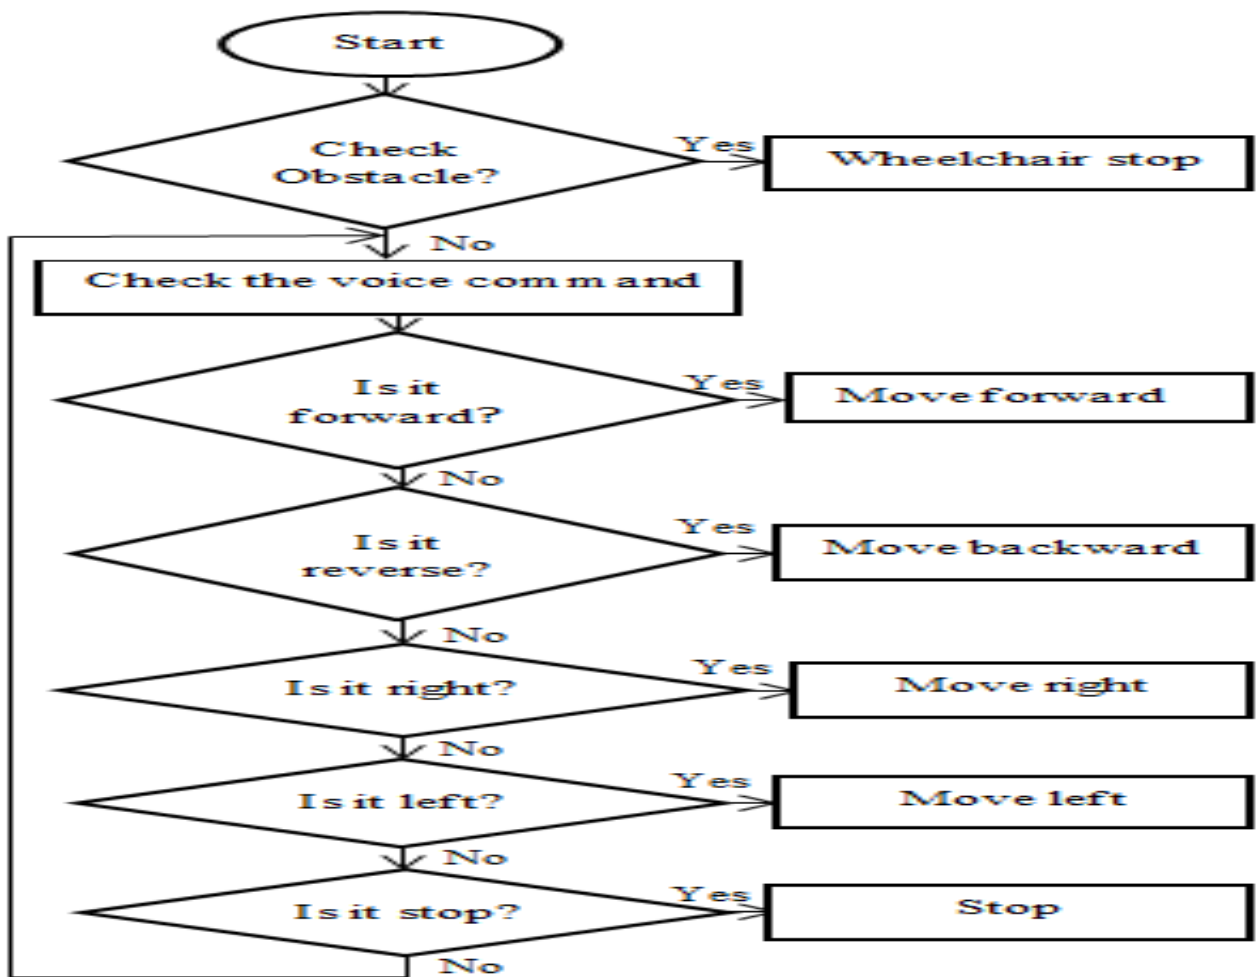 Start
Check
Obstacle?
Yes
Wheelchair stop
No
Check the voice command
Is it
forward?
Yes
Move forward
No
Is it
reverse?
Yes
Move backward
No
Is it right?
Yes
Move right
No
Is it left?
Yes
Move left
No
Is it stop?
Yes
Stop
No